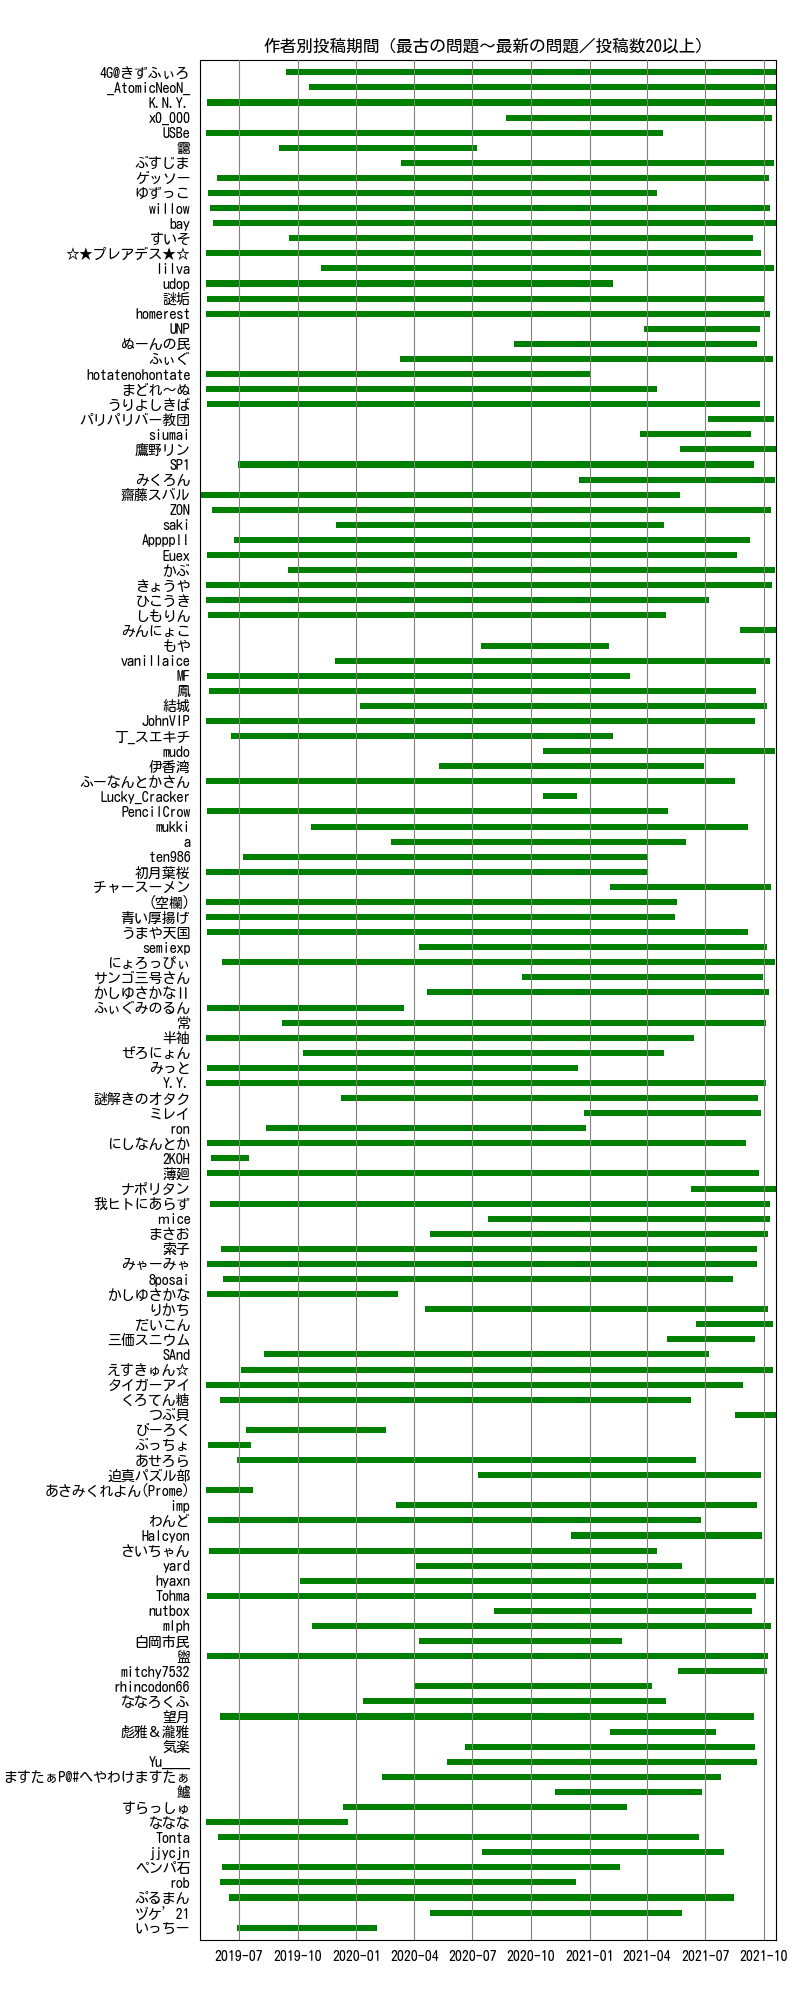 作者別投稿期間（最古の問題～最新の問題／投稿数20以上）
4G@きずふぃろ
_AtomicNeoN_
K.N.Y.
xO_OOO
USBe
靏
ぷすじま
ゲッソー
ゆずっこ
willow
bay
すいそ
☆★プレアデス★☆
lilva
udop
謎垢
homerest
UNP
ぬーんの民
ふぃぐ
hotatenohontate
まどれ～ぬ
うりよしきば
バリパリバー教団
siumai
鷹野リン
SP1
みくろん
齋藤スバル
ZON
saki
AppppII
Euex
かぶ
きょうや
ひこうき
しもりん
みんにょこ
もや
vanillaice
MF
鳳
結城
JohnVIP
丁_スエキチ
mudo
伊香湾
ふーなんとかさん
Lucky_Cracker
PencilCrow
mukki
a
ten986
初月葉桜
チャースーメン
(空欄)
青い厚揚げ
うまや天国
semiexp
にょろっぴぃ
サンゴ三号さん
かしゆさかなII
ふぃぐみのるん
常
半袖
ぜろにょん
みっと
Y.Y.
謎解きのオタク
ミレイ
ron
にしなんとか
2KOH
薄廻
ナポリタン
我ヒトにあらず
mice
まさお
索子
みゃーみゃ
8posai
かしゆさかな
りかち
だいこん
三価スニウム
SAnd
えすきゅん☆
タイガーアイ
くろてん糖
つぶ貝
びーろく
ぶっちょ
あせろら
迫真パズル部
あさみくれよん(Prome)
imp
わんど
Halcyon
さいちゃん
yard
hyaxn
Tohma
nutbox
mlph
白岡市民
盥
mitchy7532
rhincodon66
ななろくふ
望月
彪雅＆瀧雅
気楽
Yu____
ますたぁP@#へやわけますたぁ
鱸
すらっしゅ
ななな
Tonta
jjycjn
ペンパ石
rob
ぷるまん
ヅケ’21
いっちー
2019-07 2019-10 2020-01 2020-04 2020-07 2020-10 2021-01 2021-04 2021-07 2021-10